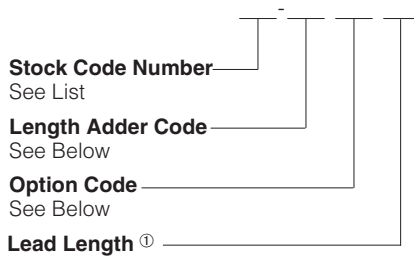 -
Stock Code Number
See List
Length Adder Code
See Below
Option Code
See Below
Lead Length ①